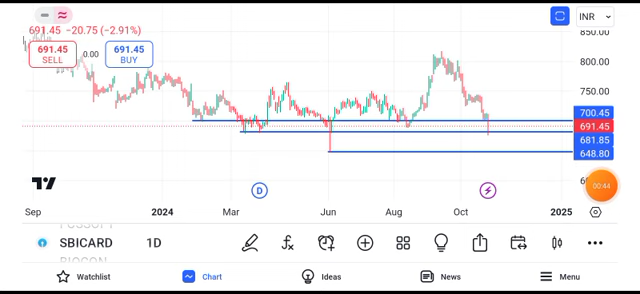 850.00
INR
691.45 −20.75 (−2.91%)
691.45
SELL
0.00
691.45
BUY
800.00
750.00
700.45
691.45
681.85
648.80
D
00:44
Sep
2024
Mar
Jun
Aug
Oct
2025
SBICARD
1D
Watchlist
Chart
Ideas
News
Menu